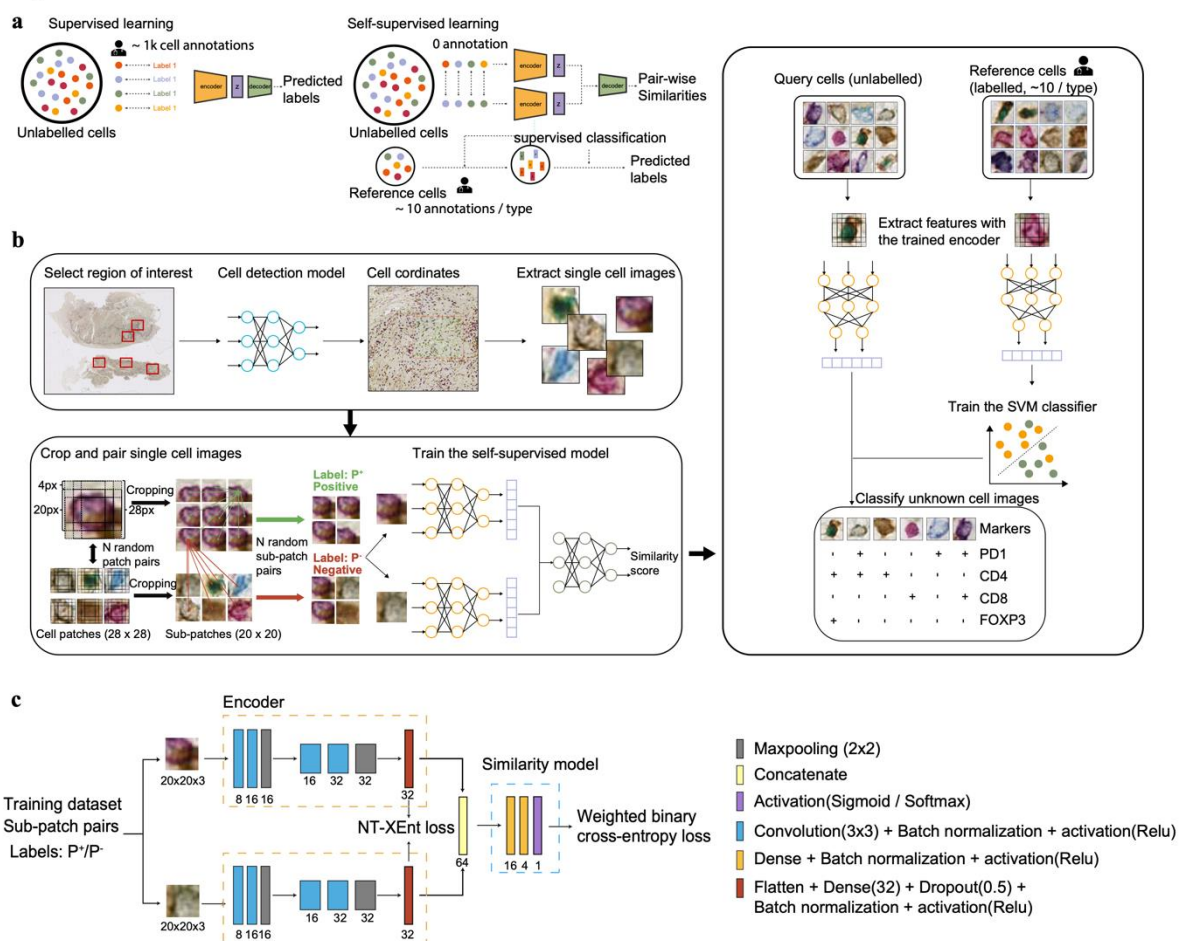 a
Supervised learning
~ 1k cell annotations
Label 1
Label 1
Label 1
Label 1
encoder
z
decoder
Predicted
labels
Unlabelled cells
Self-supervised learning
0 annotation
encoder
z
encoder
z
decoder
Pair-wise
Similarities
Unlabelled cells
supervised classification
Reference cells
~ 10 annotations / type
Predicted
labels
b
Select region of interest
Cell detection model
Cell cordinates
Extract single cell images
Crop and pair single cell images
4px
20px
28px
Cropping
N random
patch pairs
Cropping
Cell patches (28 x 28)
Sub-patches (20 x 20)
N random
sub-patch
pairs
Label: P⁺
Positive
Label: P⁻
Negative
Train the self-supervised model
Similarity
score
Query cells (unlabelled)
Reference cells
(labelled, ~10 / type)
Extract features with
the trained encoder
Train the SVM classifier
Classify unknown cell images
Markers
- + - - + + PD1
+ + + - - - CD4
- - - + - + CD8
+ - - - - - FOXP3
c
Training dataset
Sub-patch pairs
Labels: P⁺/P⁻
20x20x3
20x20x3
Encoder
8 16 16
16 32 32
32
NT-XEnt loss
8 16 16
16 32 32
32
64
Similarity model
16 4 1
Weighted binary
cross-entropy loss
Maxpooling (2x2)
Concatenate
Activation(Sigmoid / Softmax)
Convolution(3x3) + Batch normalization + activation(Relu)
Dense + Batch normalization + activation(Relu)
Flatten + Dense(32) + Dropout(0.5) +
Batch normalization + activation(Relu)